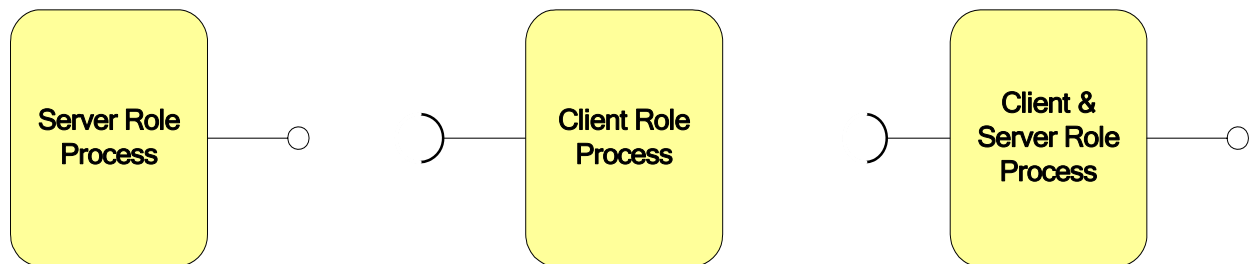 Server Role
Process
Client Role
Process
Client &
Server Role
Process